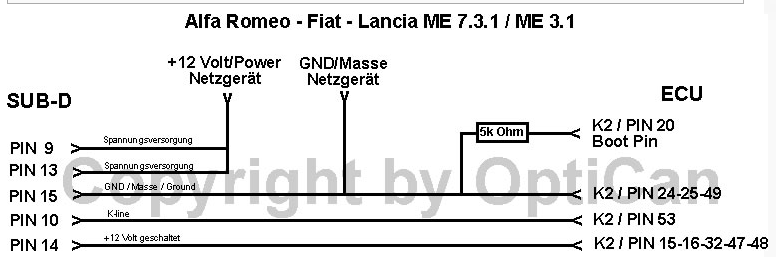 Alfa Romeo - Fiat - Lancia ME 7.3.1 / ME 3.1
+12 Volt/Power
Netzgerät
GND/Masse
Netzgerät
SUB-D
ECU
PIN 9
Spannungsversorgung
5k Ohm
K2 / PIN 20
Boot Pin
PIN 13
Spannungsversorgung
PIN 15
GND / Masse / Ground
K2 / PIN 24-25-49
PIN 10
K-line
K2 / PIN 53
PIN 14
+12 Volt geschaltet
K2 / PIN 15-16-32-47-48
Copyright by OptiCan